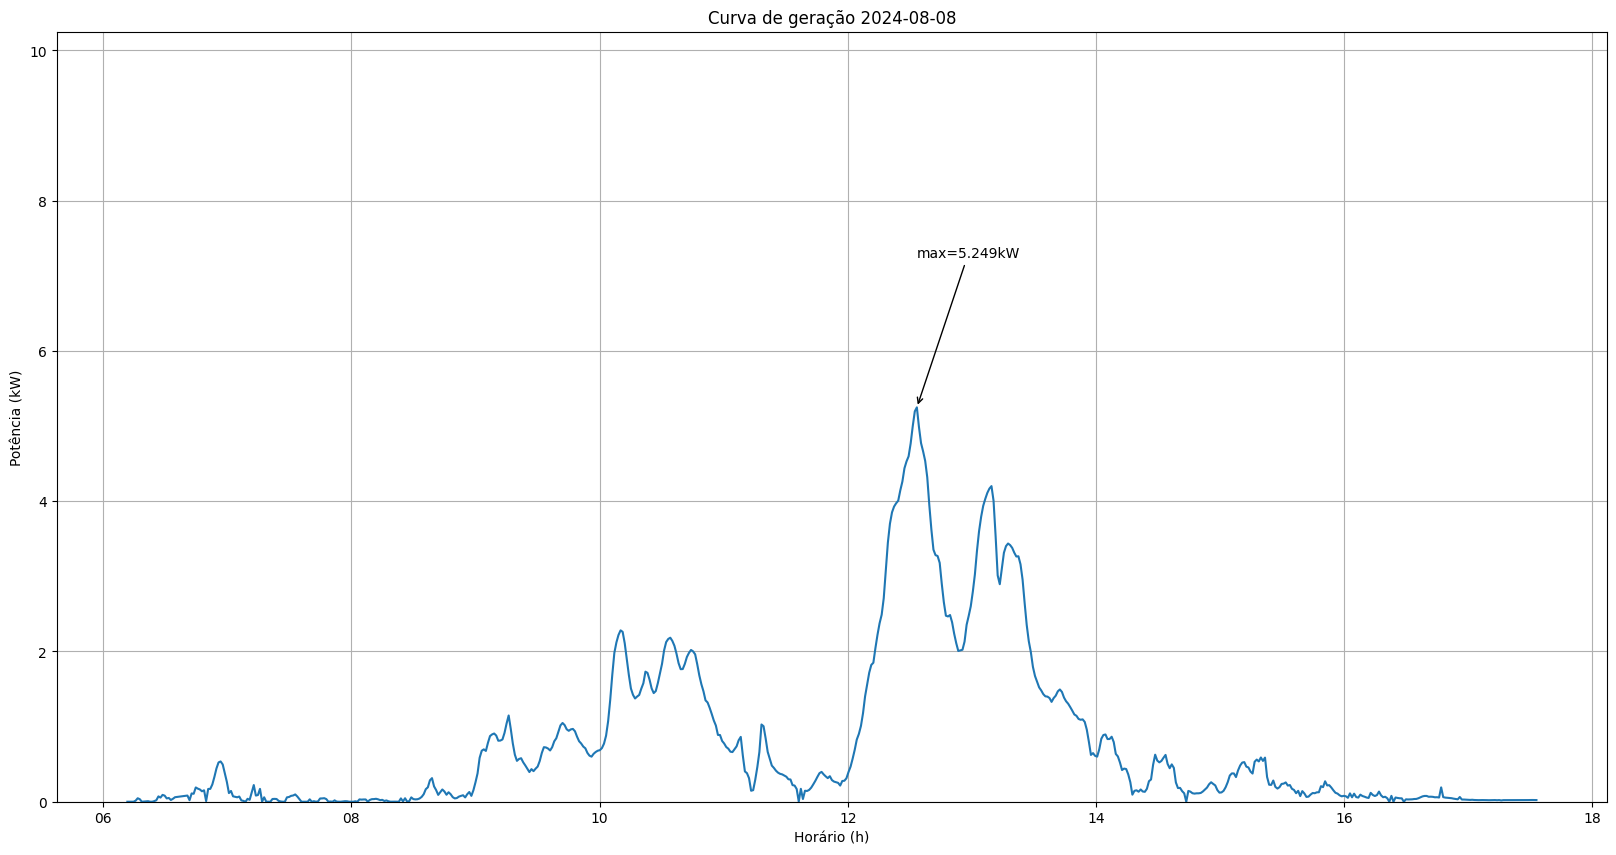 Curva de geração 2024-08-08
10
8
6
4
2
0
Potência (kW)
max=5.249kW
06 08 10 12 14 16 18
Horário (h)